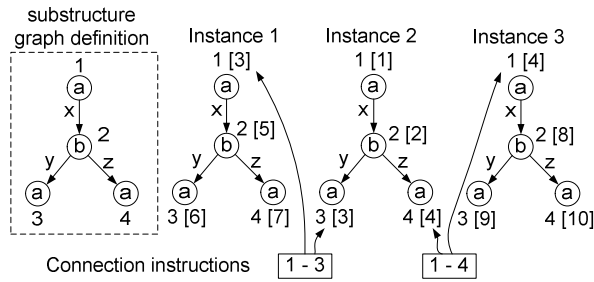 substructure
graph definition
Instance 1
Instance 2
Instance 3
1
1 [3]
1 [1]
1 [4]
a
a
a
a
x
x
x
x
b
2
b
2 [5]
b
2 [2]
b
2 [8]
y
z
y
z
y
z
y
z
a
a
a
a
a
a
a
a
3
4
3 [6]
4 [7]
3 [3]
4 [4]
3 [9]
4 [10]
Connection instructions
1 - 3
1 - 4